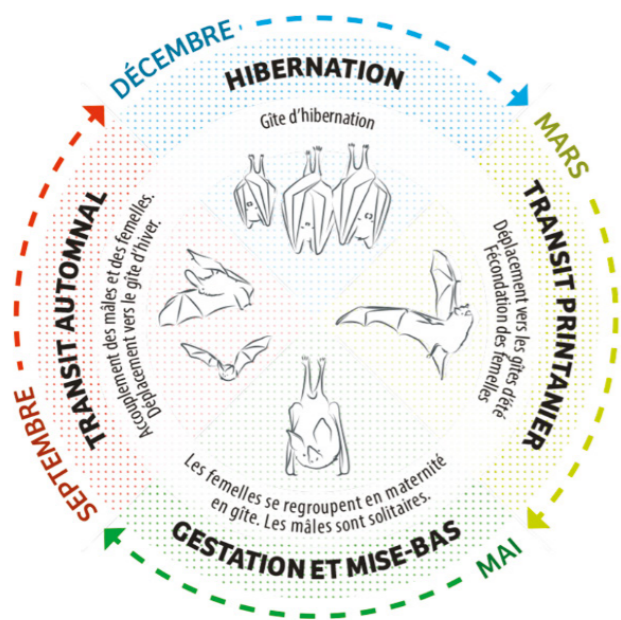 DÉCEMBRE
HIBERNATION
Gîte d'hibernation
MARS
TRANSIT PRINTANIER
Déplacement vers les gîtes d'été
Fécondation des femelles
MAI
GESTATION ET MISE-BAS
Les femelles se regroupent en maternité
en gîte. Les mâles sont solitaires.
SEPTEMBRE
TRANSIT AUTOMNAL
Accouplement des mâles et des femelles.
Déplacement vers le gîte d'hiver.